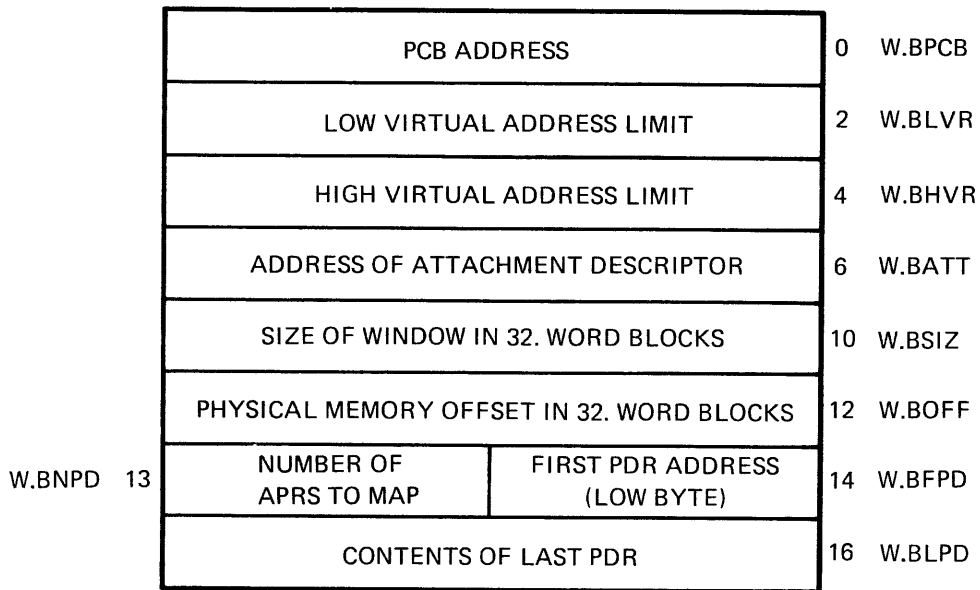 PCB ADDRESS 0 W.BPCB
LOW VIRTUAL ADDRESS LIMIT 2 W.BLVR
HIGH VIRTUAL ADDRESS LIMIT 4 W.BHVR
ADDRESS OF ATTACHMENT DESCRIPTOR 6 W.BATT
SIZE OF WINDOW IN 32. WORD BLOCKS 10 W.BSIZ
PHYSICAL MEMORY OFFSET IN 32. WORD BLOCKS 12 W.BOFF
W.BNPD 13 NUMBER OF APRS TO MAP FIRST PDR ADDRESS (LOW BYTE) 14 W.BFPD
CONTENTS OF LAST PDR 16 W.BLPD